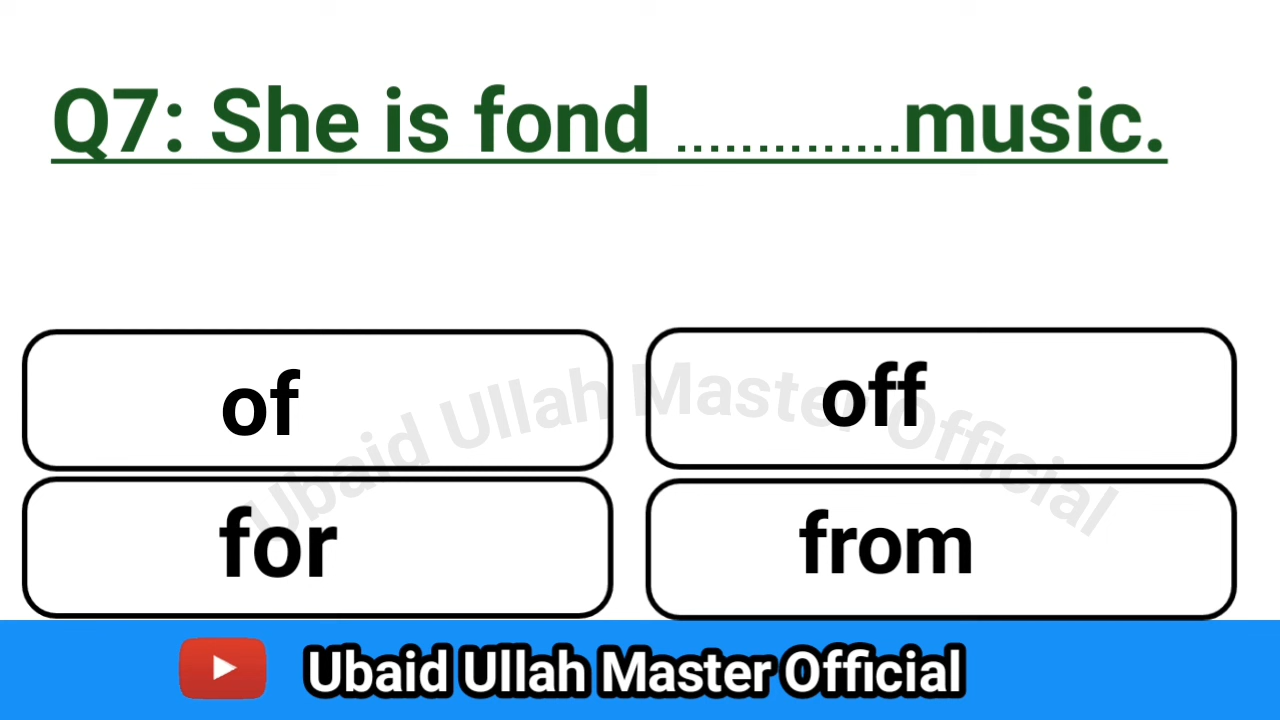 Q7: She is fond ..............music.
of
off
for
from
Ubaid Ullah Master Official
Ubaid Ullah Master Official